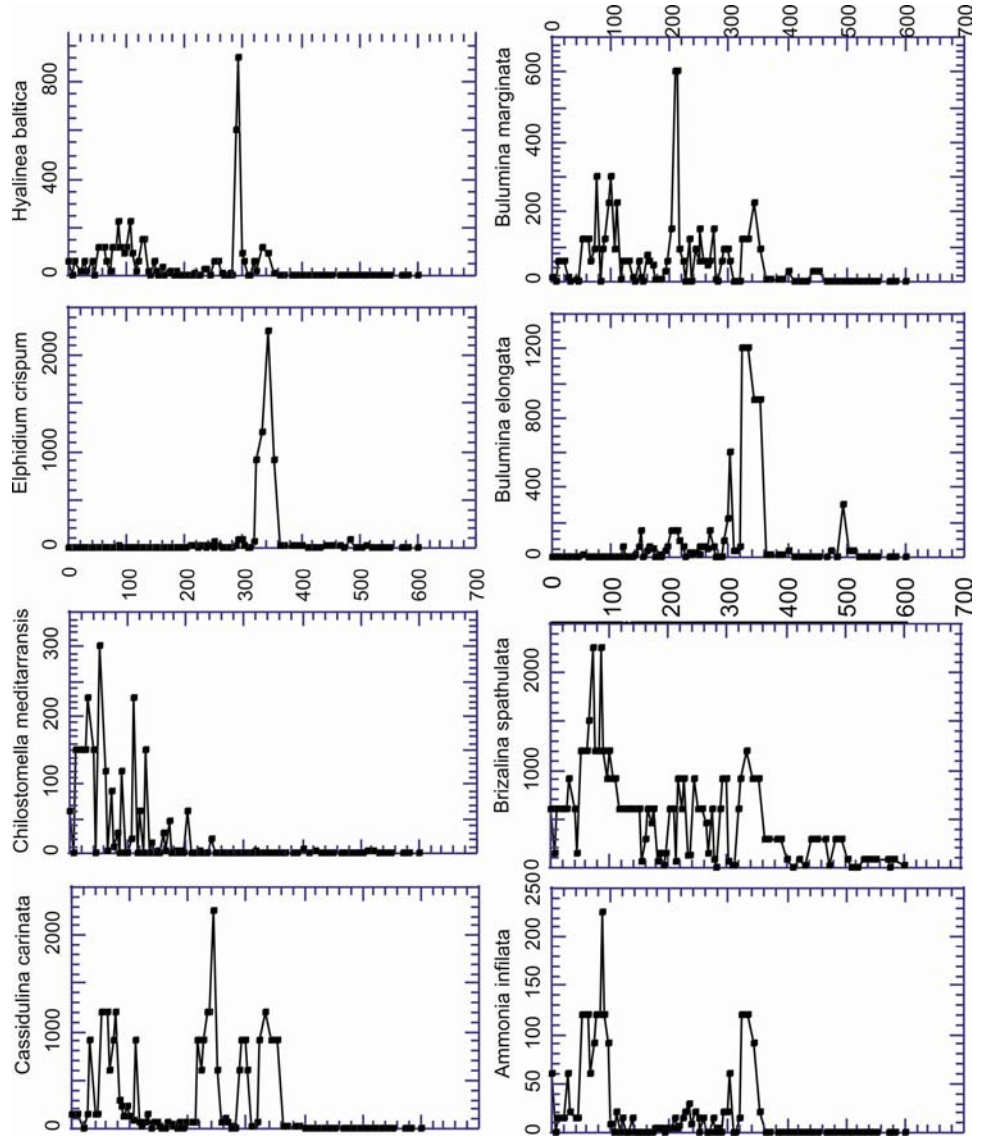 Hyalinea baltica
0 400 800
Elphidium crispum
0 1000 2000
0 100 200 300 400 500 600 700
Chilostomella meditarransis
0 100 200 300
Cassidulina carinata
0 1000 2000
0 100 200 300 400 500 600 700
Bulumina marginata
0 200 400 600
Bulumina elongata
0 400 800 1200
0 100 200 300 400 500 600 700
Brizalina spathulata
0 1000 2000
Ammonia infilata
0 50 100 150 200 250